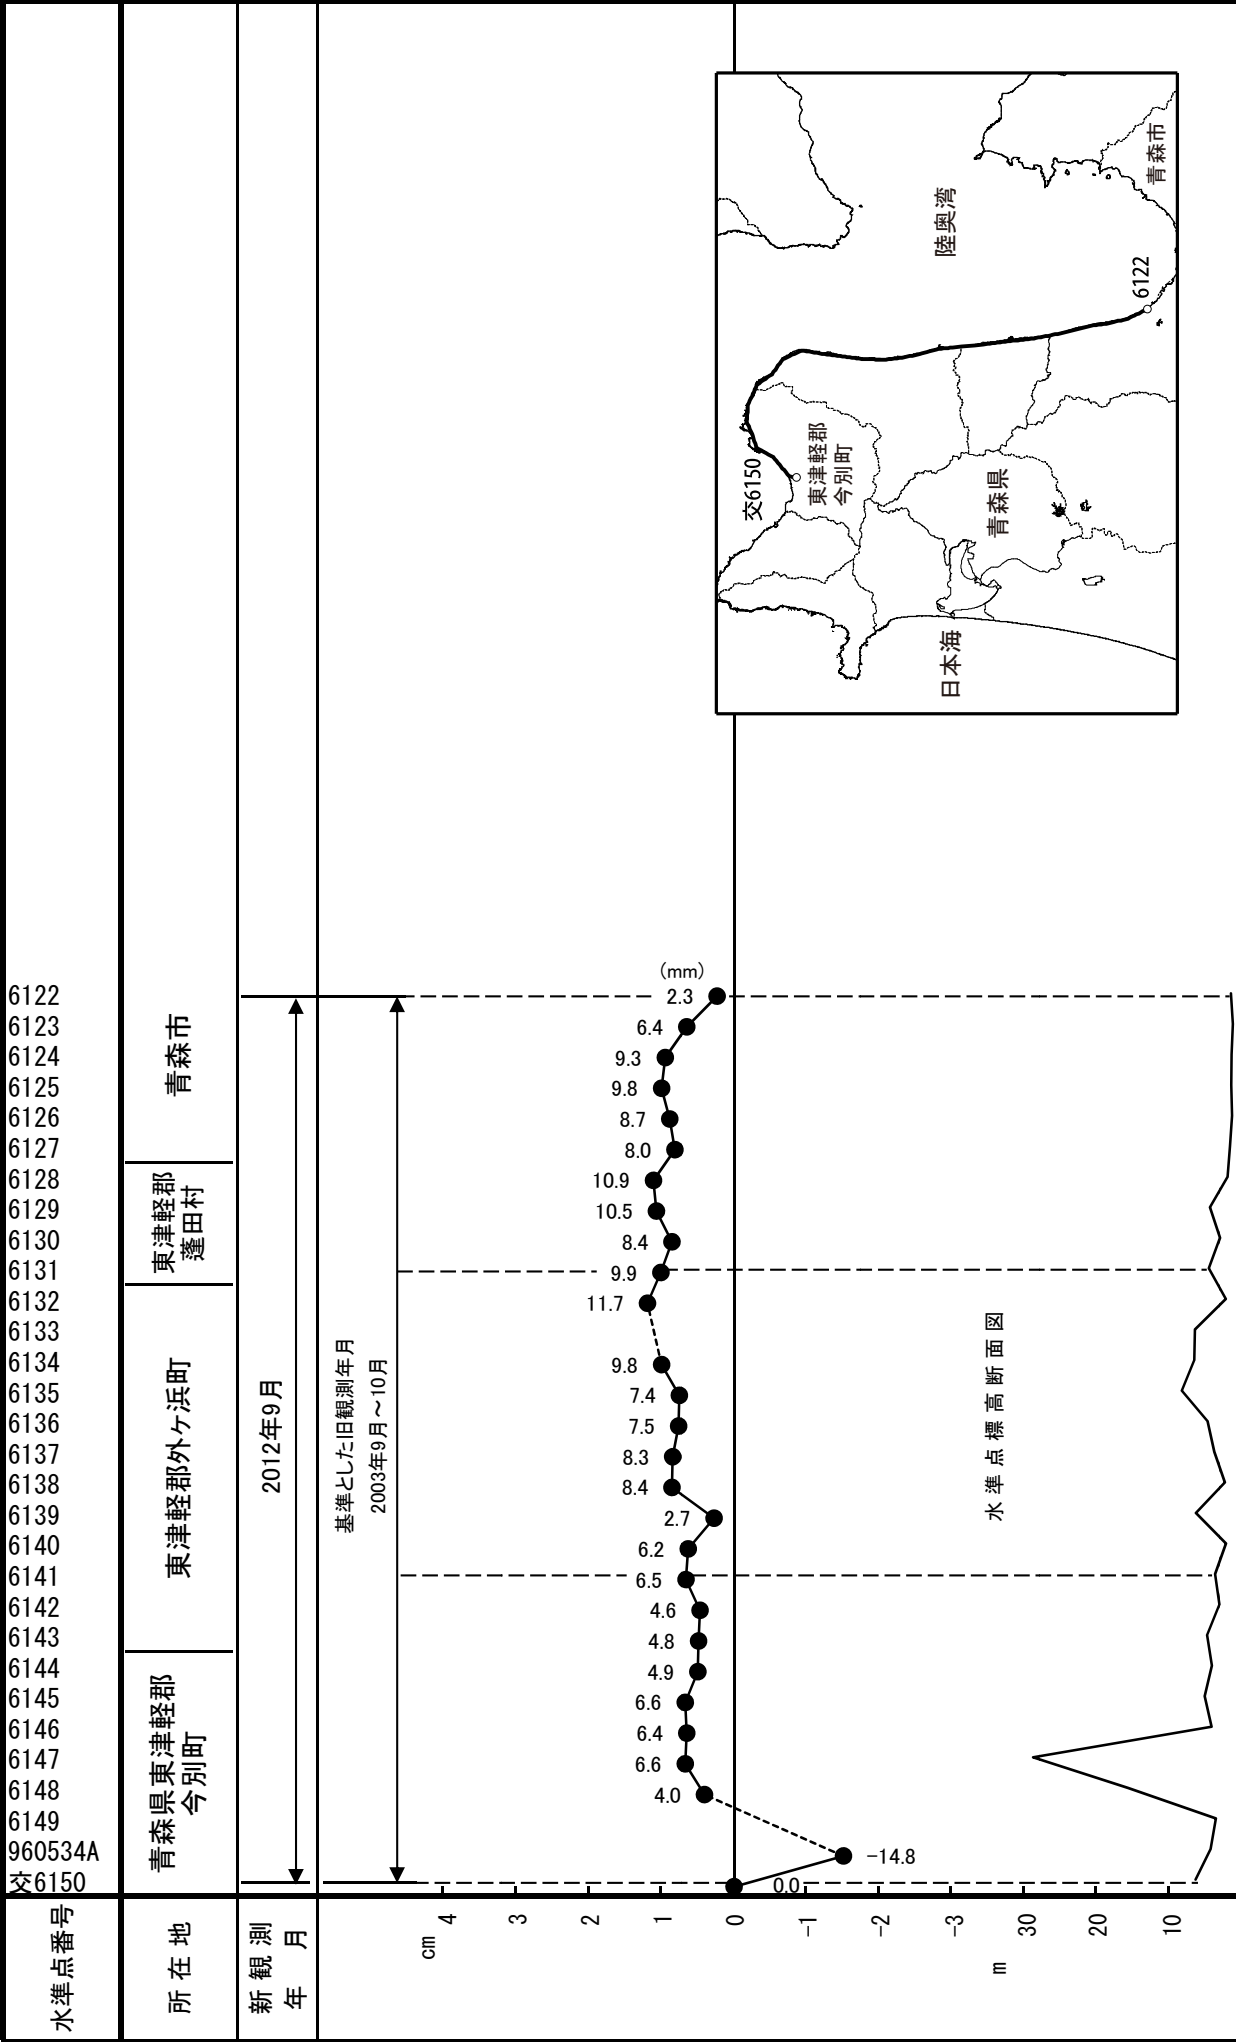 水準点番号
交6150
960534A
6149
6148
6147
6146
6145
6144
6143
6142
6141
6140
6139
6138
6137
6136
6135
6134
6133
6132
6131
6130
6129
6128
6127
6126
6125
6124
6123
6122
所在地
青森県東津軽郡
今別町
東津軽郡外ヶ浜町
東津軽郡
蓬田村
青森市
新観測
年 月
2012年9月
基準とした旧観測年月
2003年9月～10月
cm
4
3
2
1
0
-1
-2
-3
(mm)
0.0
-14.8
4.0
6.6
6.4
6.6
4.9
4.8
4.6
6.5
6.2
2.7
8.4
8.3
7.5
7.4
9.8
11.7
9.9
8.4
10.5
10.9
8.0
8.7
9.8
9.3
6.4
2.3
m
30
20
10
水準点標高断面図
交6150
東津軽郡
今別町
陸奥湾
日本海
青森県
6122
青森市